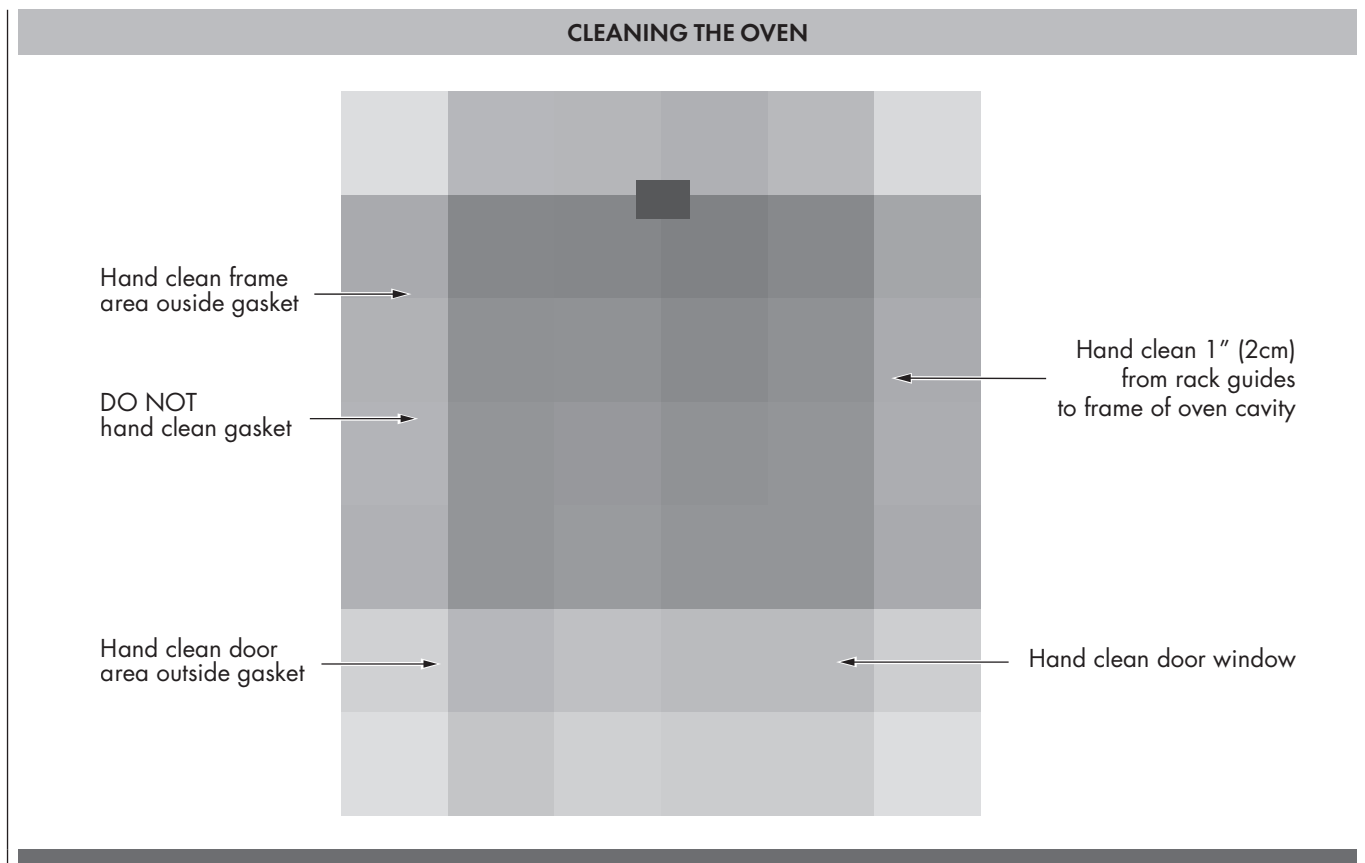 CLEANING THE OVEN
Hand clean frame
area ouside gasket
DO NOT
hand clean gasket
Hand clean door
area outside gasket
Hand clean 1″ (2cm)
from rack guides
to frame of oven cavity
Hand clean door window